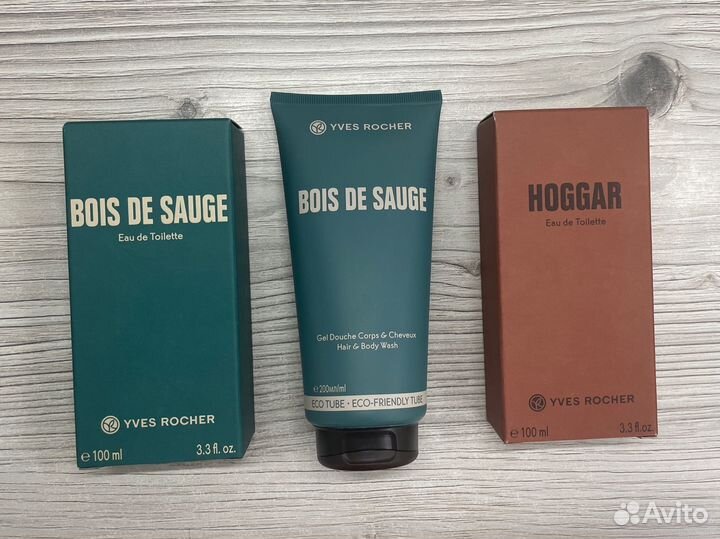 BOIS DE SAUGE
Eau de Toilette
YVES ROCHER
e 100 ml 3.3 fl. oz.
YVES ROCHER
BOIS DE SAUGE
Gel Douche Corps & Cheveux
Hair & Body Wash
e 200мл/ml
ECO TUBE • ECO-FRIENDLY TUBE
HOGGAR
Eau de Toilette
YVES ROCHER
e 100 ml 3.3 fl. oz.
Avito